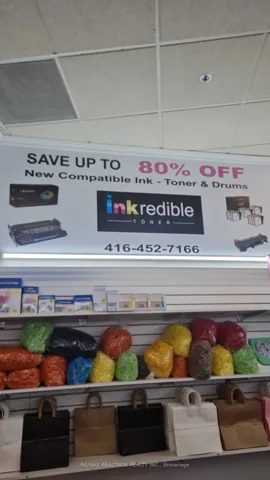 SAVE UP TO 80% OFF
New Compatible Ink - Toner & Drums
inkredible
TONER
416-452-7166